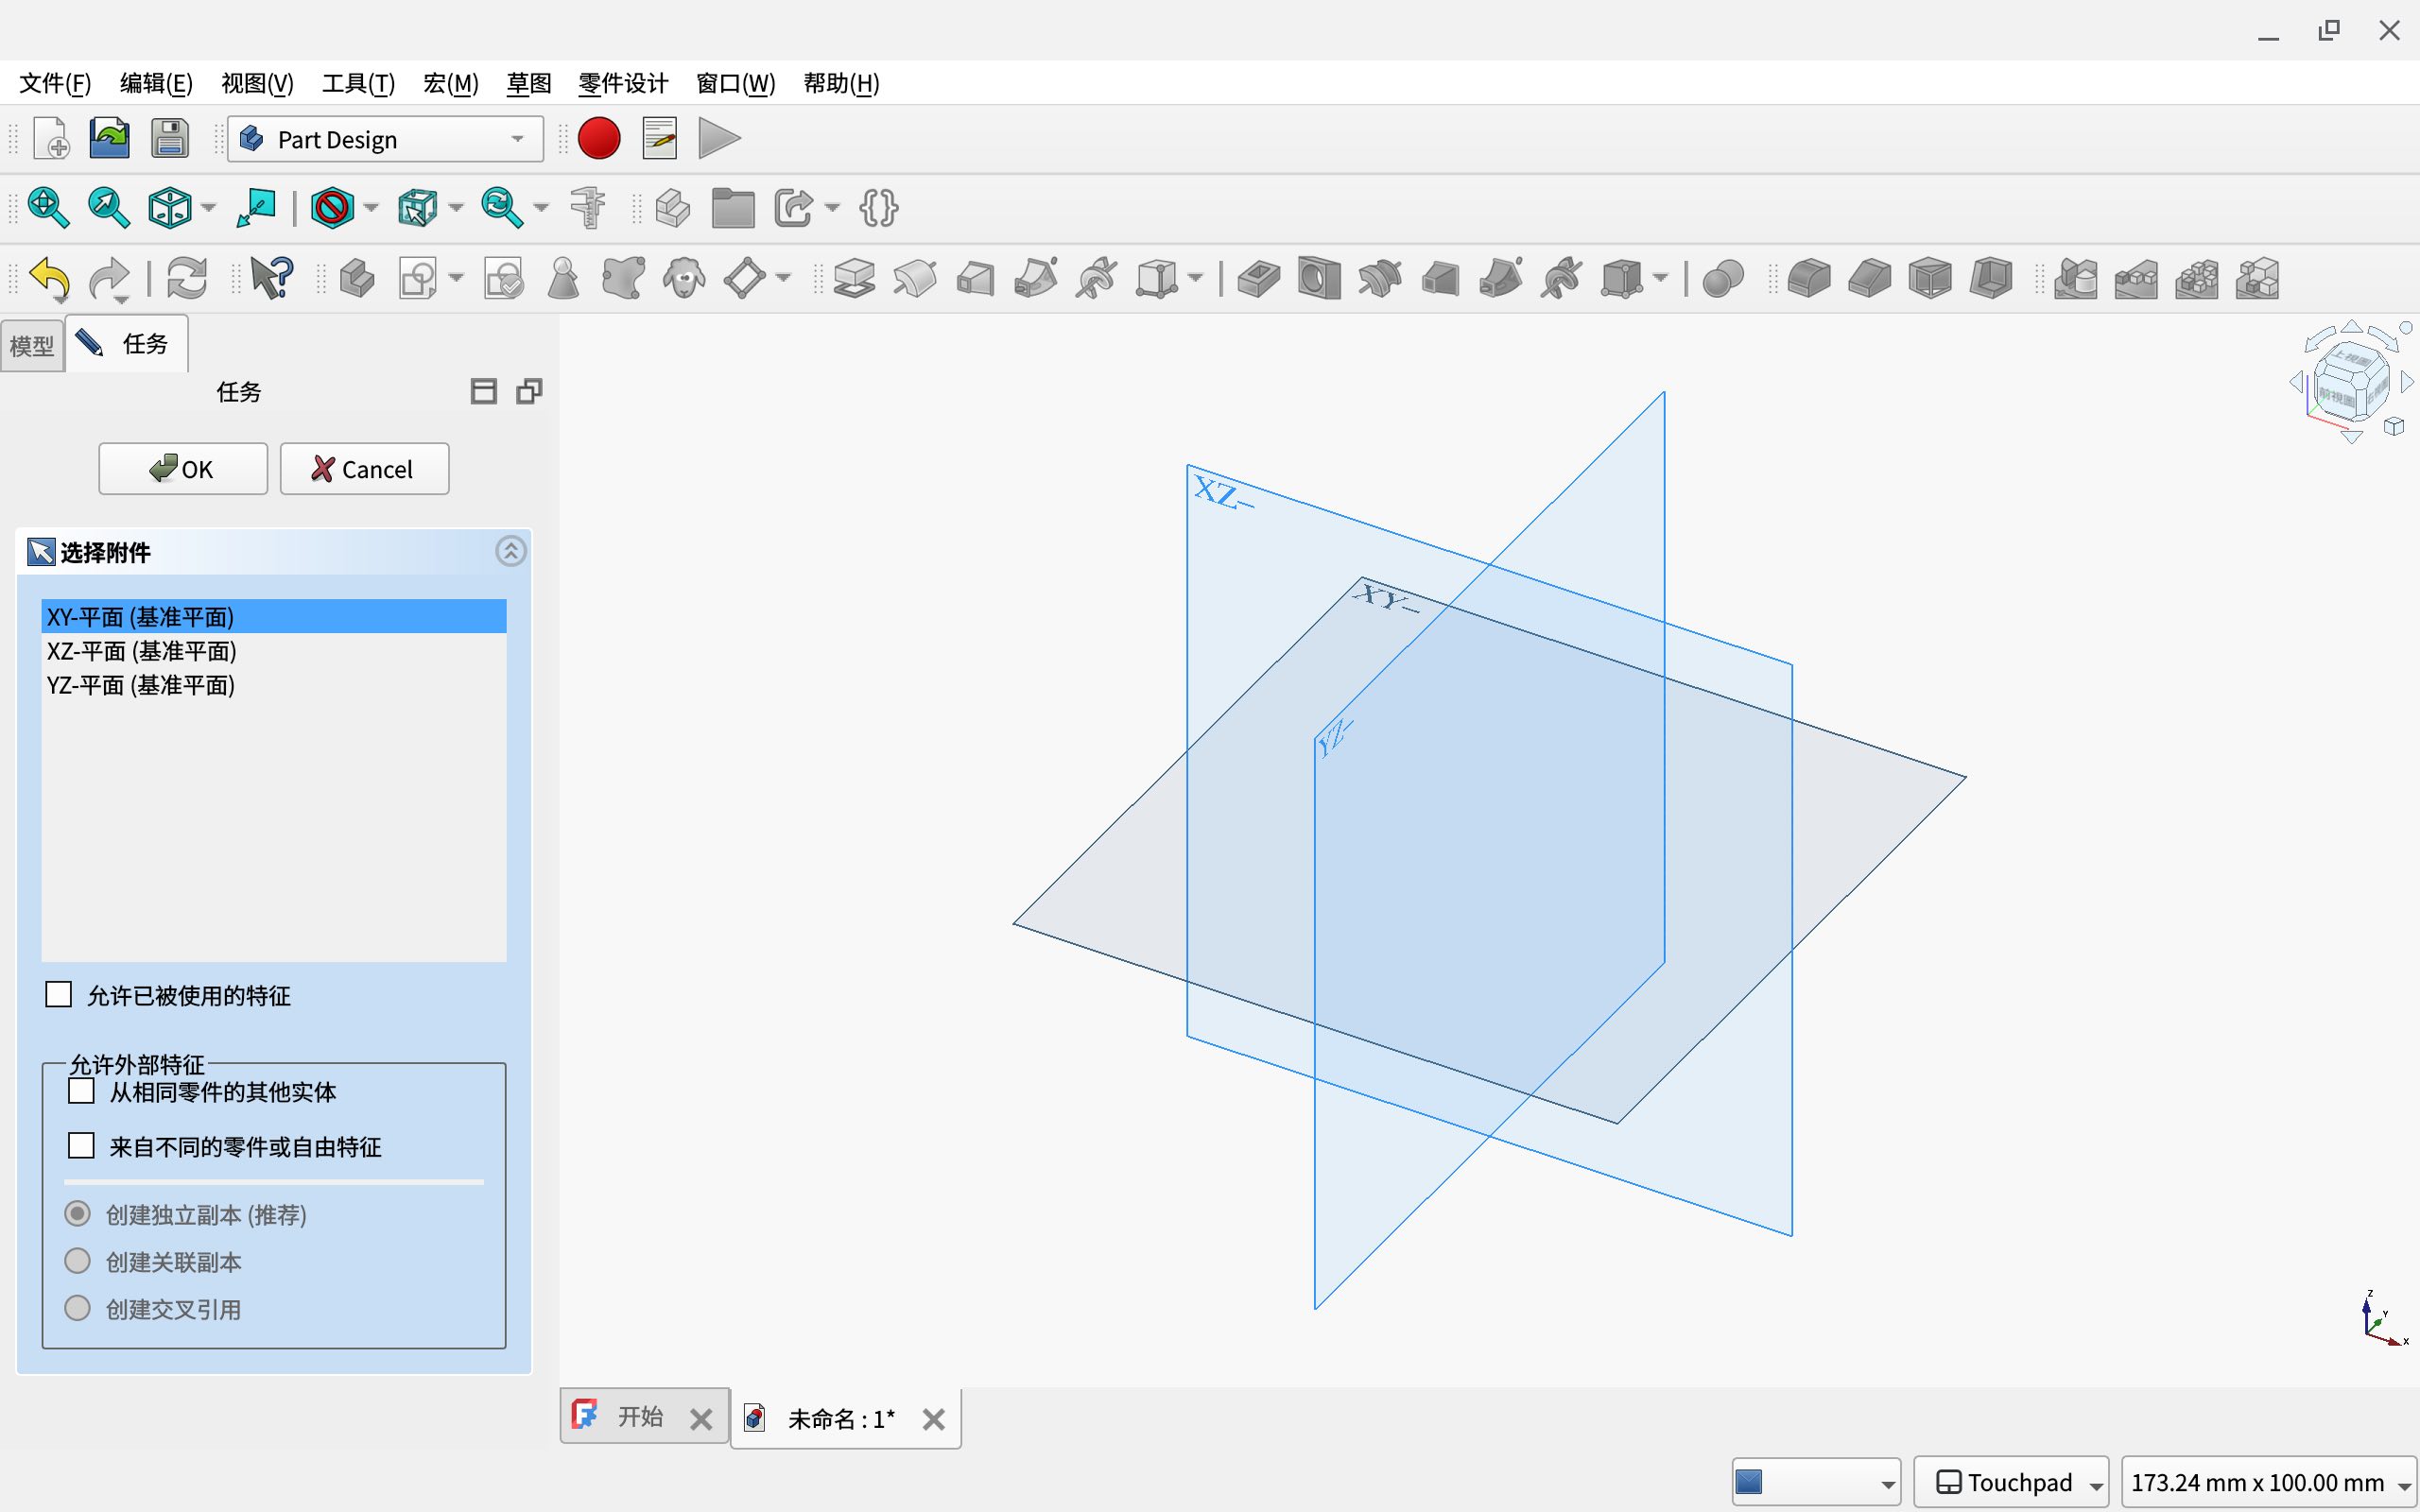 文件(F) 编辑(E) 视图(V) 工具(T) 宏(M) 草图 零件设计 窗口(W) 帮助(H)
Part Design
模型 任务
任务
OK Cancel
选择附件
XY-平面 (基准平面)
XZ-平面 (基准平面)
YZ-平面 (基准平面)
允许已被使用的特征
允许外部特征
从相同零件的其他实体
来自不同的零件或自由特征
创建独立副本 (推荐)
创建关联副本
创建交叉引用
XZ-
XY-
YZ-
上視圖
前視圖
Z
Y
X
开始 未命名 : 1*
Touchpad 173.24 mm x 100.00 mm